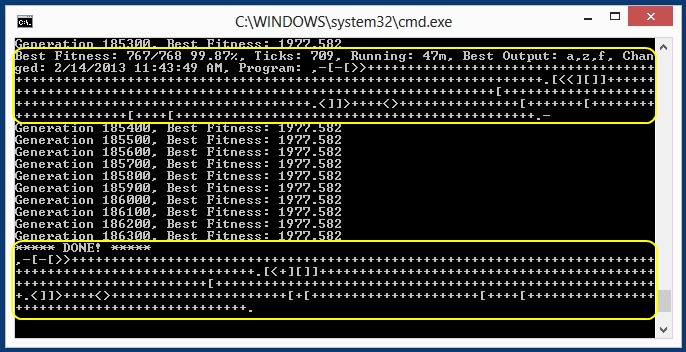 C:\WINDOWS\system32\cmd.exe
Generation 185300, Best Fitness: 1977.582
Best Fitness: 767/768 99.87%, Ticks: 709, Running: 47m, Best Output: a,z,f, Chan
ged: 2/14/2013 11:43:49 AM, Program: ,-[-[>>++++++++++++++++++++++++++++++++++++
++++++++++++++++++++++++++++++++++++++++++++++++++++++++++++++++++.[<<][]]++++++
++++++++++++++++++++++++++++++++++++++++++++++++++++++++++++[+++++++++++++++++++
+++++++++++++++++++++++++++++++++++++.<]]>++++<>+++++++++++++++[+++++++[++++++++
++++++++++++++[++++[+++++++++++++++++++++++++++++++++++++++++++++.-
Generation 185400, Best Fitness: 1977.582
Generation 185500, Best Fitness: 1977.582
Generation 185600, Best Fitness: 1977.582
Generation 185700, Best Fitness: 1977.582
Generation 185800, Best Fitness: 1977.582
Generation 185900, Best Fitness: 1977.582
Generation 186000, Best Fitness: 1977.582
Generation 186100, Best Fitness: 1977.582
Generation 186200, Best Fitness: 1977.582
Generation 186300, Best Fitness: 1977.582
***** DONE! *****
,-[-[>>+++++++++++++++++++++++++++++++++++++++++++++++++++++++++++++++++++++++++
++++++++++++++++++++++++++++++.[<+][]]++++++++++++++++++++++++++++++++++++++++++
++++++++++++++++++++++++[+++++++++++++++++++++++++++++++++++++++++++++++++++++++
+.<]]>++++<>++++++++++++++++++++++[+[+++++++++++++++++++++[++++[++++++++++++++++
+++++++++++++++++++++++++++++.